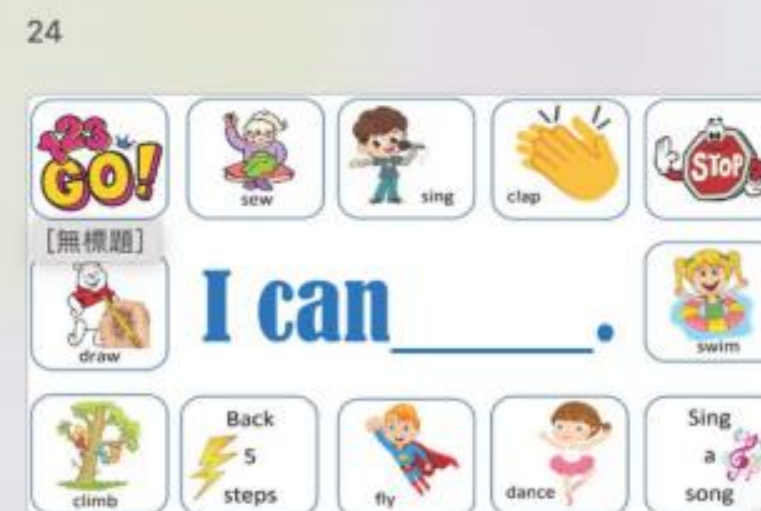 24
123
GO!
sew
sing
clap
STOP
[無標題]
draw
I can______.
swim
climb
Back
5
steps
fly
dance
Sing
a
song